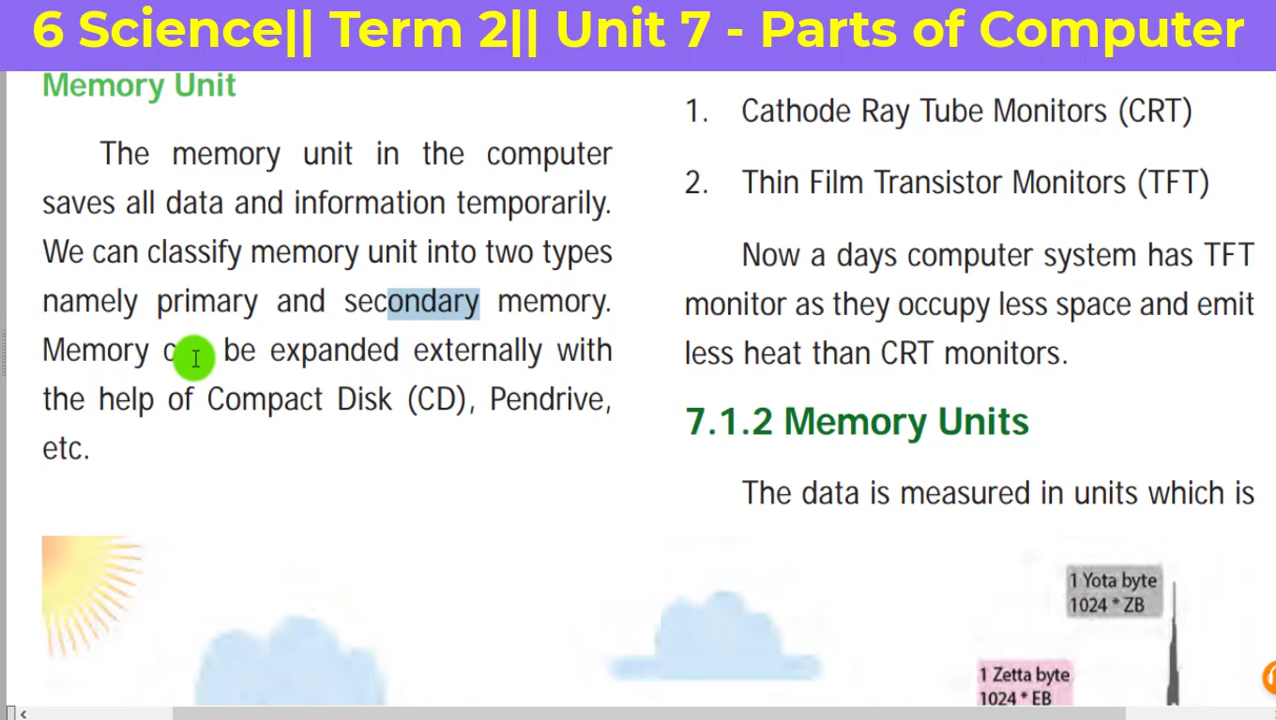 6 Science|| Term 2|| Unit 7 - Parts of Computer
Memory Unit
The memory unit in the computer
saves all data and information temporarily.
We can classify memory unit into two types
namely primary and secondary memory.
Memory be expanded externally with
the help of Compact Disk (CD), Pendrive,
etc.
1. Cathode Ray Tube Monitors (CRT)
2. Thin Film Transistor Monitors (TFT)
Now a days computer system has TFT
monitor as they occupy less space and emit
less heat than CRT monitors.
7.1.2 Memory Units
The data is measured in units which is
1 Yota byte
1024 * ZB
1 Zetta byte
1024 * EB